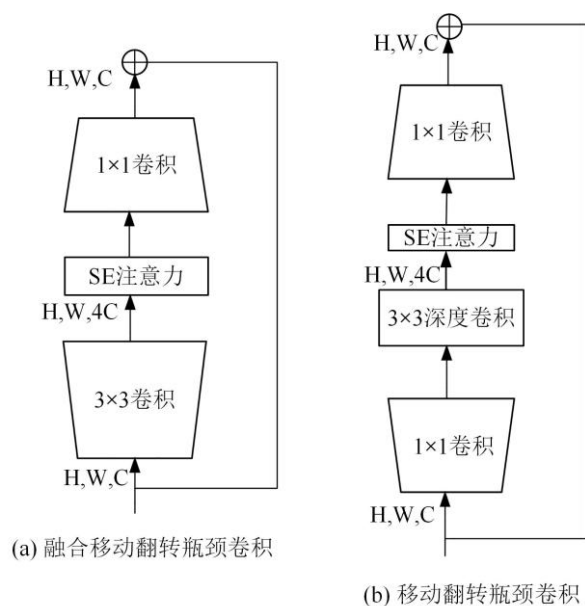 H,W,C
1×1卷积
SE注意力
H,W,4C
3×3卷积
H,W,C
(a) 融合移动翻转瓶颈卷积
H,W,C
1×1卷积
SE注意力
H,W,4C
3×3深度卷积
1×1卷积
H,W,C
(b) 移动翻转瓶颈卷积